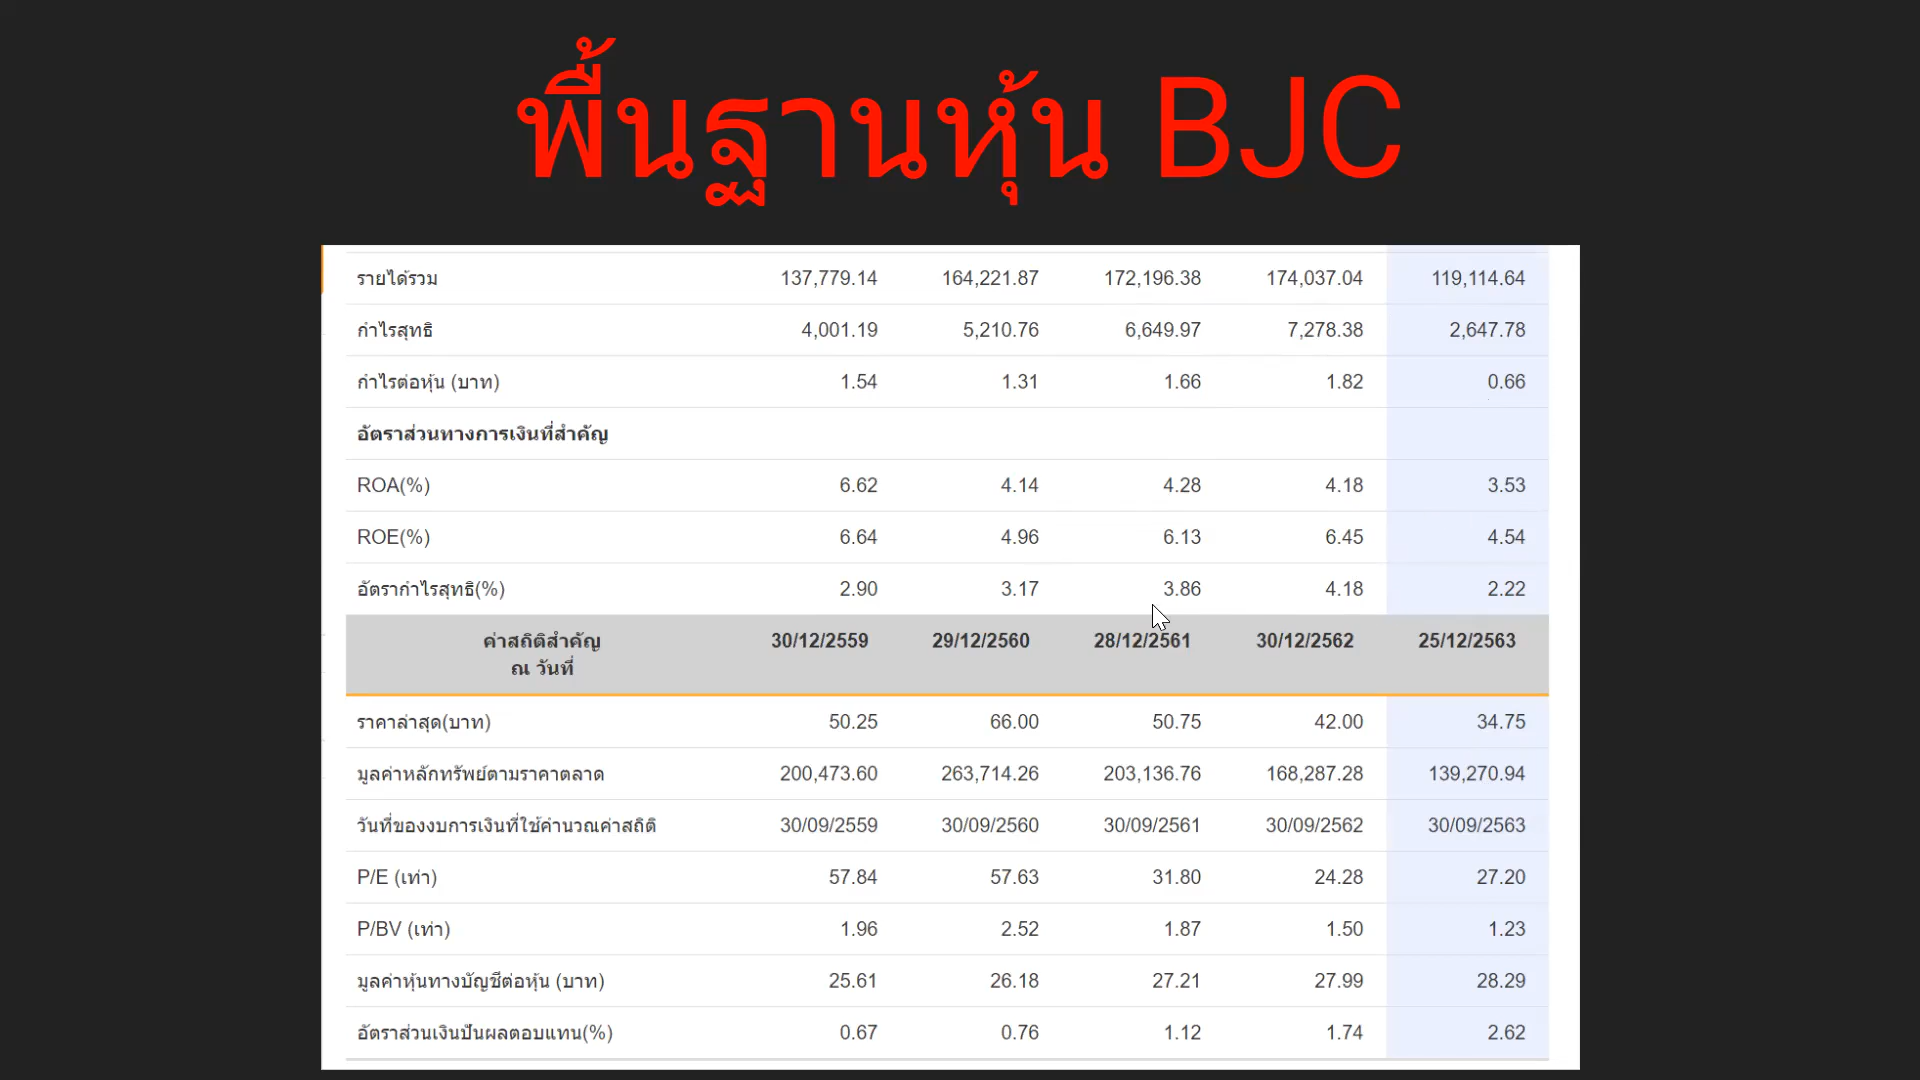 พื้นฐานหุ้น BJC
รายได้รวม 137,779.14 164,221.87 172,196.38 174,037.04 119,114.64
กำไรสุทธิ 4,001.19 5,210.76 6,649.97 7,278.38 2,647.78
กำไรต่อหุ้น (บาท) 1.54 1.31 1.66 1.82 0.66
อัตราส่วนทางการเงินที่สำคัญ
ROA(%) 6.62 4.14 4.28 4.18 3.53
ROE(%) 6.64 4.96 6.13 6.45 4.54
อัตรากำไรสุทธิ(%) 2.90 3.17 3.86 4.18 2.22
ค่าสถิติสำคัญ 30/12/2559 29/12/2560 28/12/2561 30/12/2562 25/12/2563
ณ วันที่
ราคาล่าสุด(บาท) 50.25 66.00 50.75 42.00 34.75
มูลค่าหลักทรัพย์ตามราคาตลาด 200,473.60 263,714.26 203,136.76 168,287.28 139,270.94
วันที่ของงบการเงินที่ใช้คำนวณค่าสถิติ 30/09/2559 30/09/2560 30/09/2561 30/09/2562 30/09/2563
P/E (เท่า) 57.84 57.63 31.80 24.28 27.20
P/BV (เท่า) 1.96 2.52 1.87 1.50 1.23
มูลค่าหุ้นทางบัญชีต่อหุ้น (บาท) 25.61 26.18 27.21 27.99 28.29
อัตราส่วนเงินปันผลตอบแทน(%) 0.67 0.76 1.12 1.74 2.62